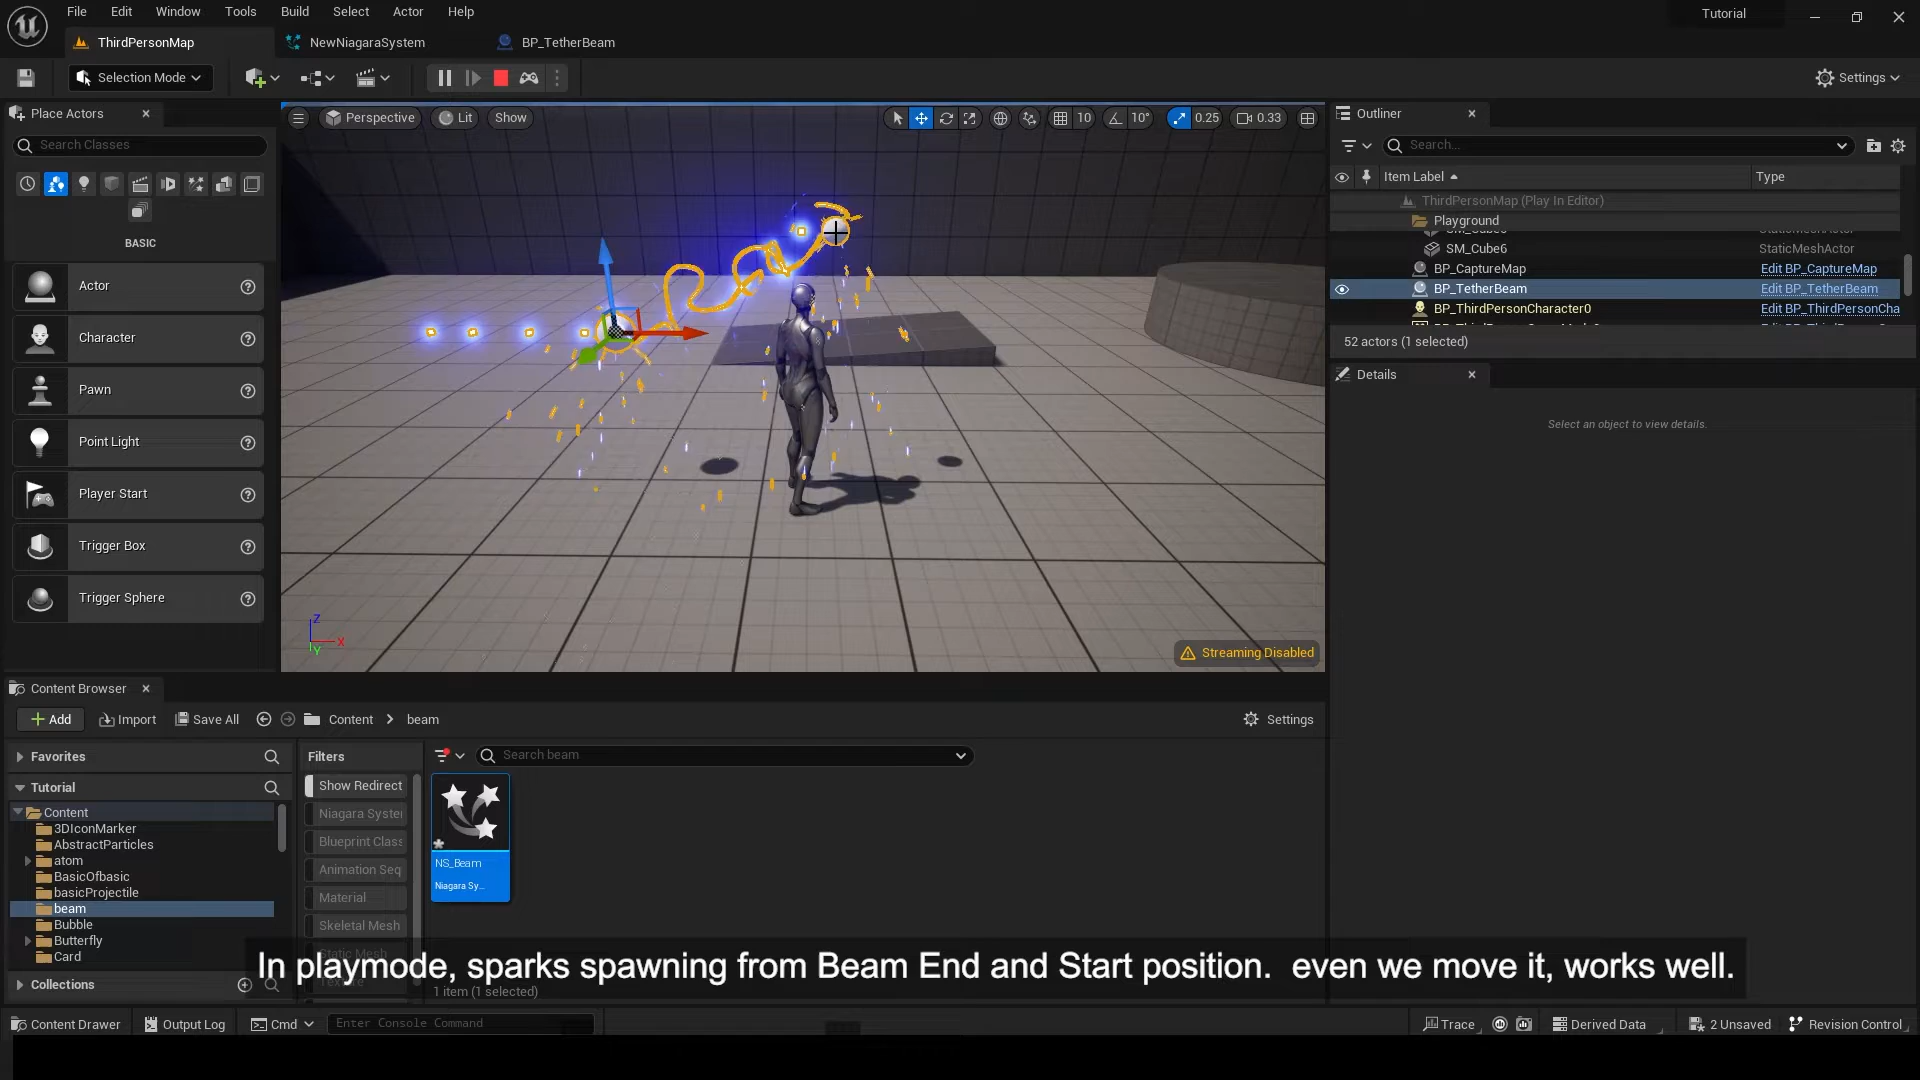 File Edit Window Tools Build Select Actor Help
Tutorial
ThirdPersonMap
NewNiagaraSystem
BP_TetherBeam
Selection Mode
Settings
Place Actors
Search Classes
BASIC
Actor
Character
Pawn
Point Light
Player Start
Trigger Box
Trigger Sphere
Perspective Lit Show
10 10° 0.25 0.33
Z
X
Y
Streaming Disabled
Outliner
Search...
Item Label Type
ThirdPersonMap (Play In Editor)
Playground
SM_Cube6 StaticMeshActor
BP_CaptureMap Edit BP_CaptureMap
BP_TetherBeam Edit BP_TetherBeam
BP_ThirdPersonCharacter0 Edit BP_ThirdPersonCha
52 actors (1 selected)
Details
Select an object to view details.
Content Browser
Add Import Save All Content beam Settings
Favorites
Tutorial
Content
3DIconMarker
AbstractParticles
atom
BasicOfbasic
basicProjectile
beam
Bubble
Butterfly
Card
Collections
Filters
Show Redirect
Niagara Syste
Blueprint Class
Animation Seq
Material
Skeletal Mesh
Static Mesh
Search beam
NS_Beam
Niagara Sy...
In playmode, sparks spawning from Beam End and Start position. even we move it, works well.
1 item (1 selected)
Content Drawer Output Log Cmd Enter Console Command Trace Derived Data 2 Unsaved Revision Control